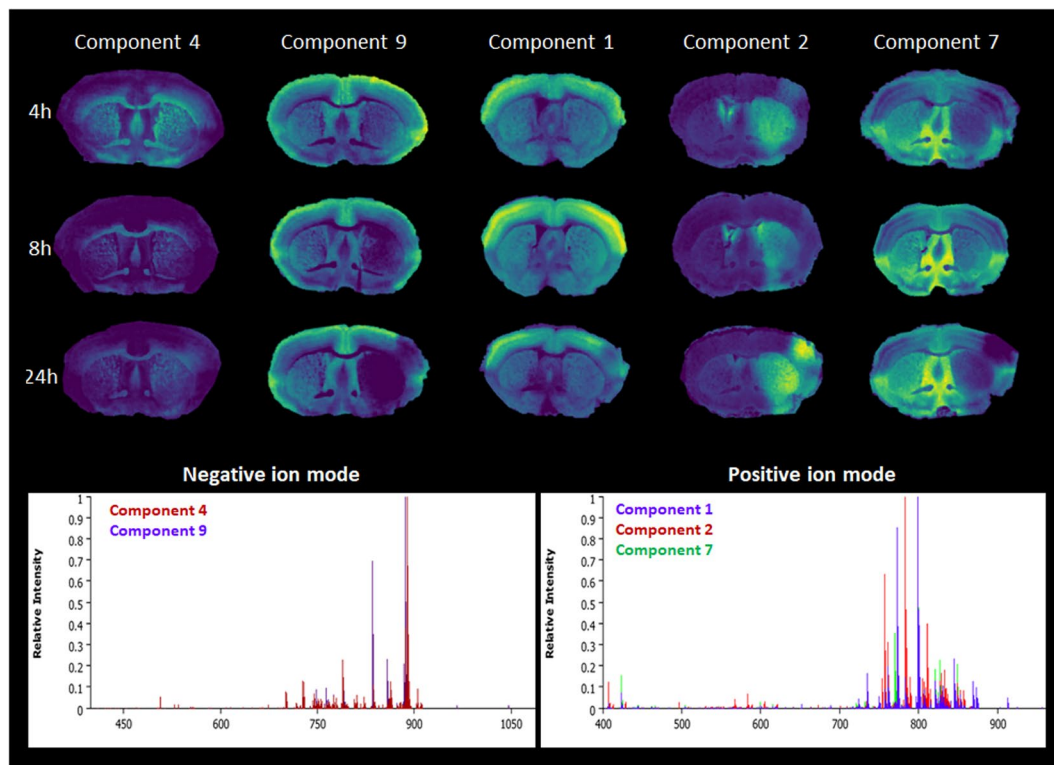 Component 4 Component 9 Component 1 Component 2 Component 7
4h
8h
24h
Negative ion mode
Component 4
Component 9
Relative Intensity
1
0.9
0.8
0.7
0.6
0.5
0.4
0.3
0.2
0.1
0
450 600 750 900 1050
Positive ion mode
Component 1
Component 2
Component 7
Relative Intensity
1
0.9
0.8
0.7
0.6
0.5
0.4
0.3
0.2
0.1
0
400 500 600 700 800 900